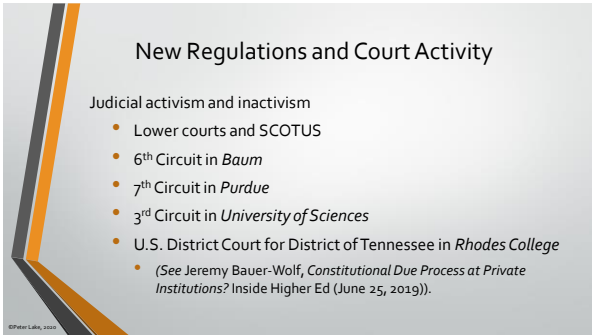 New Regulations and Court Activity
Judicial activism and inactivism
• Lower courts and SCOTUS
• 6th Circuit in Baum
• 7th Circuit in Purdue
• 3rd Circuit in University of Sciences
• U.S. District Court for District of Tennessee in Rhodes College
• (See Jeremy Bauer-Wolf, Constitutional Due Process at Private
Institutions? Inside Higher Ed (June 25, 2019)).
©Peter Lake, 2020